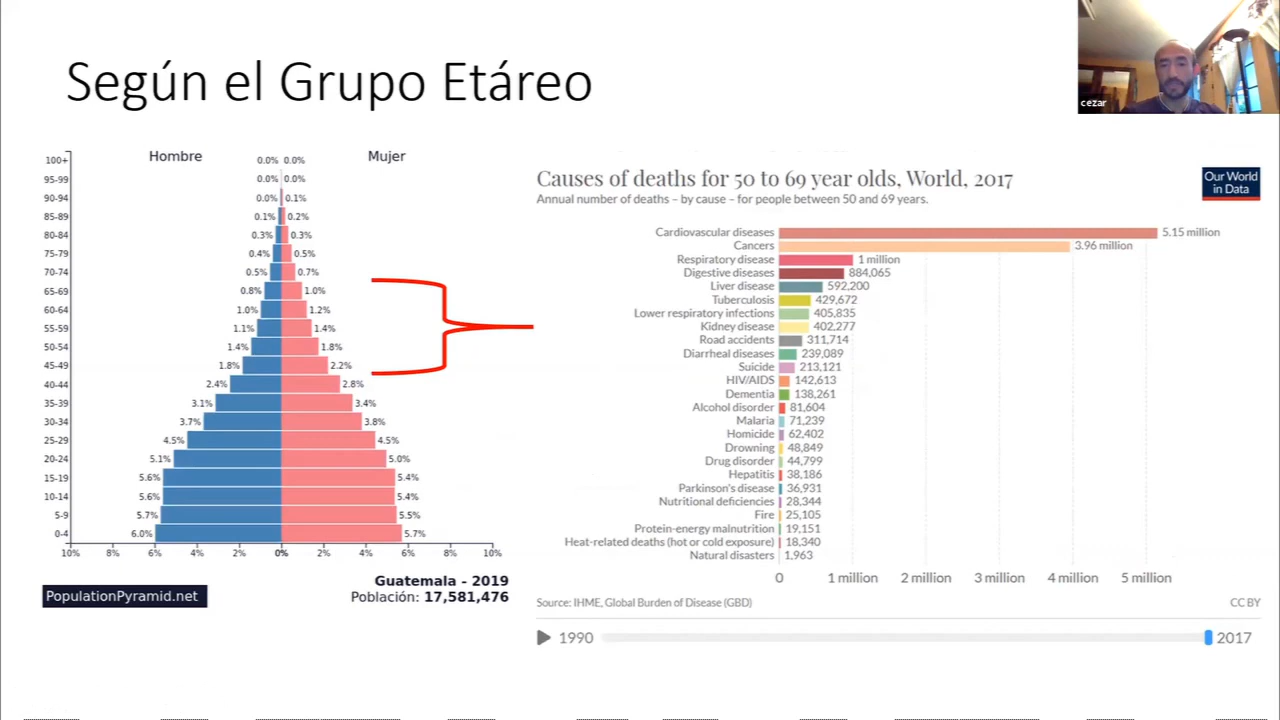 Según el Grupo Etáreo
cezar
Hombre
Mujer
100+ 0.0% 0.0%
95-99 0.0% 0.0%
90-94 0.0% 0.1%
85-89 0.1% 0.2%
80-84 0.3% 0.3%
75-79 0.4% 0.5%
70-74 0.5% 0.7%
65-69 0.8% 1.0%
60-64 1.0% 1.2%
55-59 1.1% 1.4%
50-54 1.4% 1.8%
45-49 1.8% 2.2%
40-44 2.4% 2.8%
35-39 3.1% 3.4%
30-34 3.7% 3.8%
25-29 4.5% 4.5%
20-24 5.1% 5.0%
15-19 5.6% 5.4%
10-14 5.6% 5.4%
5-9 5.7% 5.5%
0-4 6.0% 5.7%
10% 8% 6% 4% 2% 0% 2% 4% 6% 8% 10%
PopulationPyramid.net
Guatemala - 2019
Población: 17,581,476
Causes of deaths for 50 to 69 year olds, World, 2017
Annual number of deaths – by cause – for people between 50 and 69 years.
Our World
in Data
Cardiovascular diseases 5.15 million
Cancers 3.96 million
Respiratory disease 1 million
Digestive diseases 884,065
Liver disease 592,200
Tuberculosis 429,672
Lower respiratory infections 405,835
Kidney disease 402,277
Road accidents 311,714
Diarrheal diseases 239,089
Suicide 213,121
HIV/AIDS 142,613
Dementia 138,261
Alcohol disorder 81,604
Malaria 71,239
Homicide 62,402
Drowning 48,849
Drug disorder 44,799
Hepatitis 38,186
Parkinson's disease 36,931
Nutritional deficiencies 28,344
Fire 25,105
Protein-energy malnutrition 19,151
Heat-related deaths (hot or cold exposure) 18,340
Natural disasters 1,963
0 1 million 2 million 3 million 4 million 5 million
Source: IHME, Global Burden of Disease (GBD)
CC BY
1990
2017